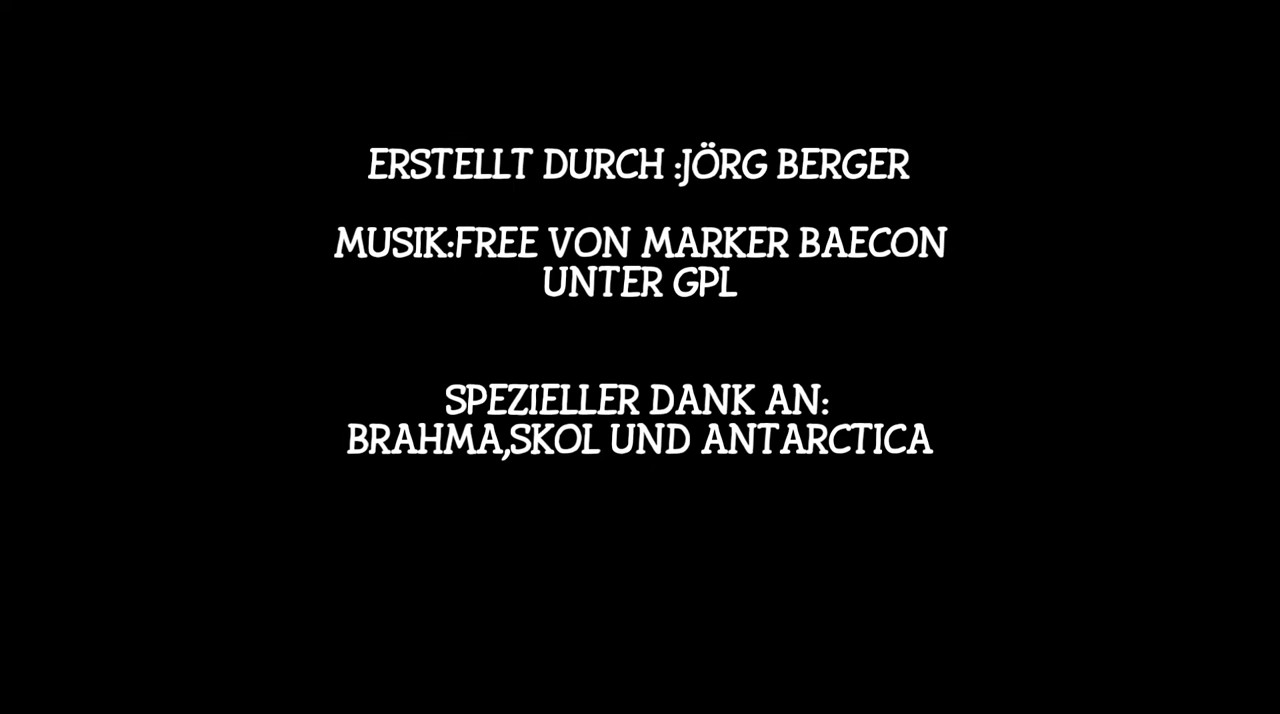 ERSTELLT DURCH :JÖRG BERGER
MUSIK:FREE VON MARKER BAECON
UNTER GPL
SPEZIELLER DANK AN:
BRAHMA,SKOL UND ANTARCTICA